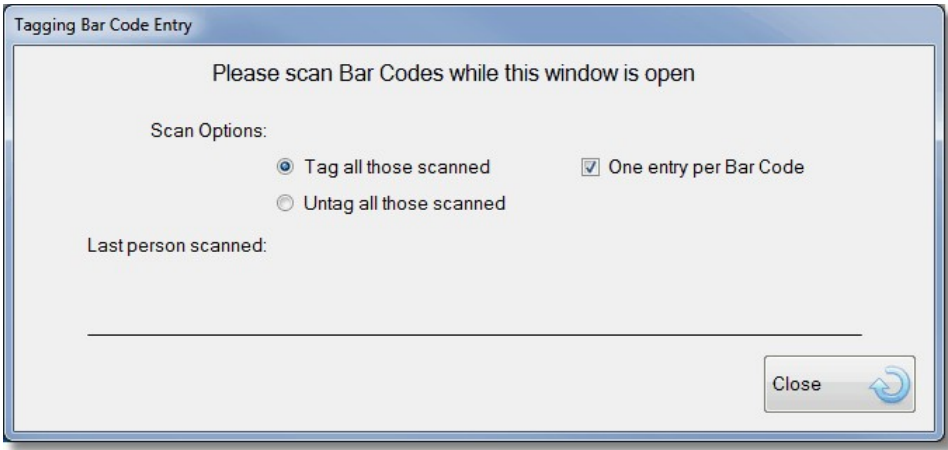 Tagging Bar Code Entry
Please scan Bar Codes while this window is open
Scan Options:
Tag all those scanned
One entry per Bar Code
Untag all those scanned
Last person scanned:
Close